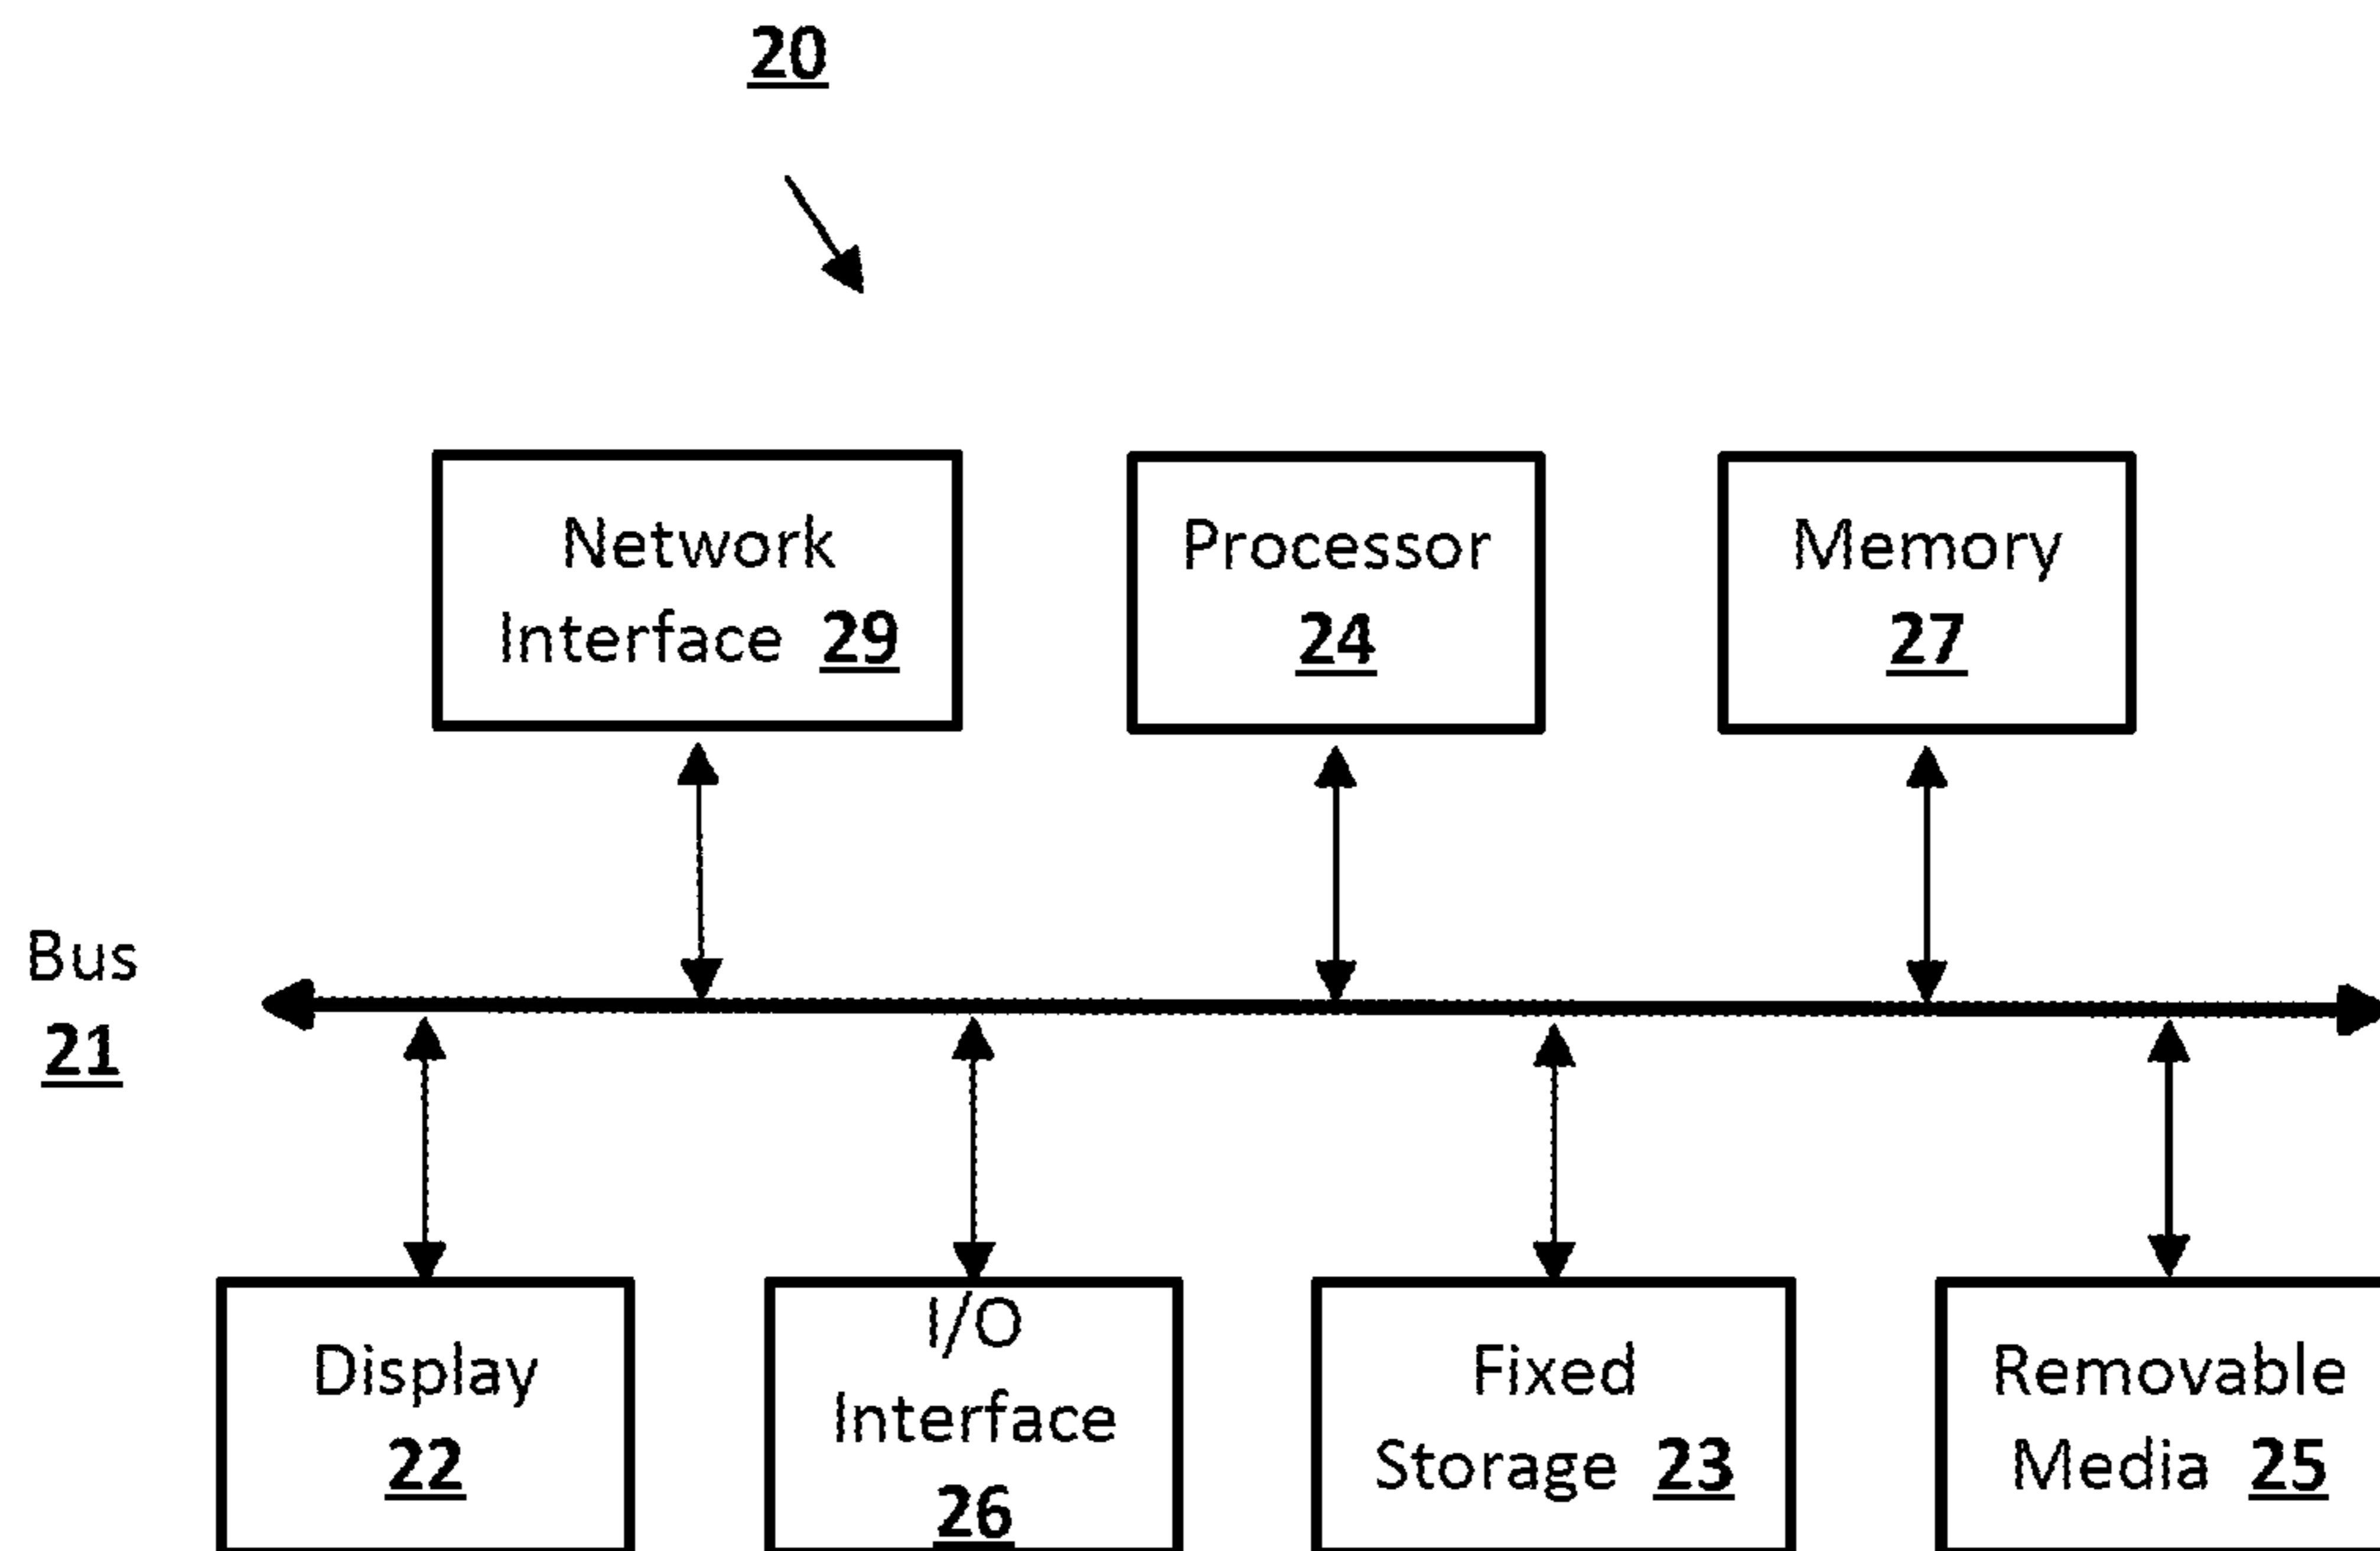 20
Network
Interface 29
Processor
24
Memory
27
Bus
21
Display
22
I/O
Interface
26
Fixed
Storage 23
Removable
Media 25